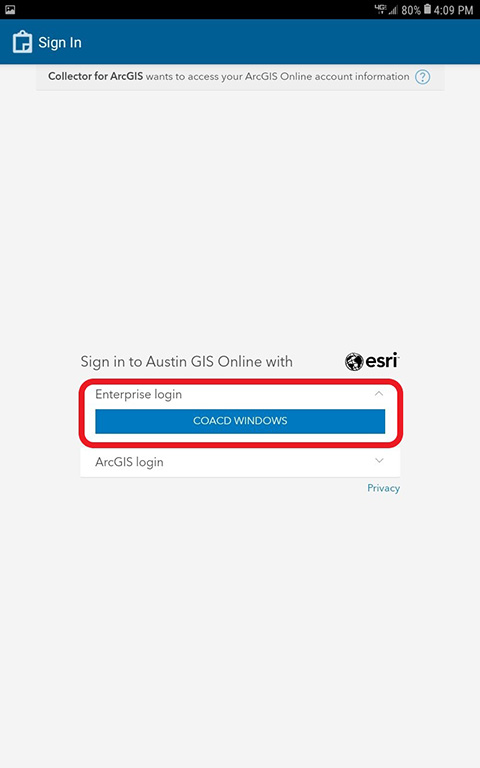 4G 80% 4:09 PM
Sign In
Collector for ArcGIS wants to access your ArcGIS Online account information ?
Sign in to Austin GIS Online with esri
Enterprise login
COACD WINDOWS
ArcGIS login
Privacy